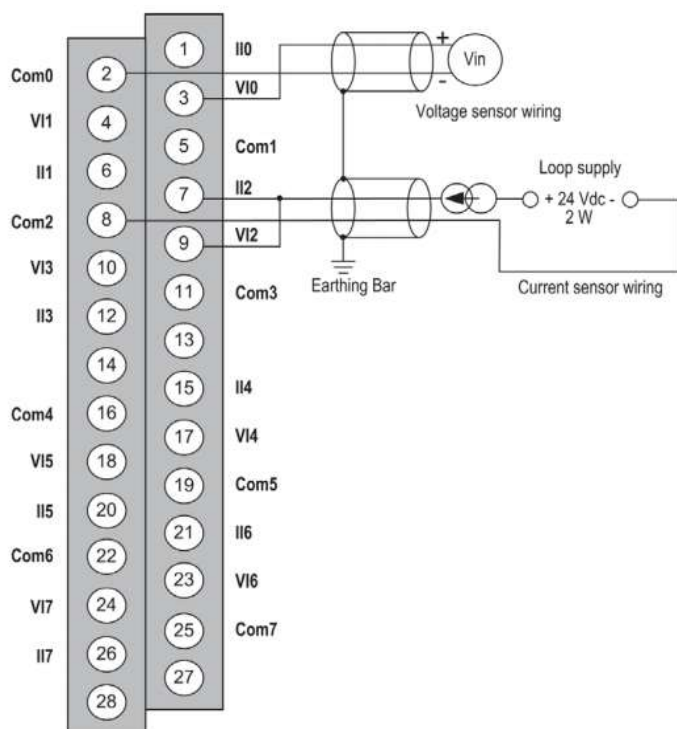 1 II0
Com0 2
3 VI0
VI1 4
5 Com1
II1 6
7 II2
Com2 8
9 VI2
VI3 10
11 Com3
II3 12
13
14
15 II4
Com4 16
17 VI4
VI5 18
19 Com5
II5 20
21 II6
Com6 22
23 VI6
VI7 24
25 Com7
II7 26
27
28
+
Vin
-
Voltage sensor wiring
Loop supply
+ 24 Vdc -
2 W
Earthing Bar
Current sensor wiring